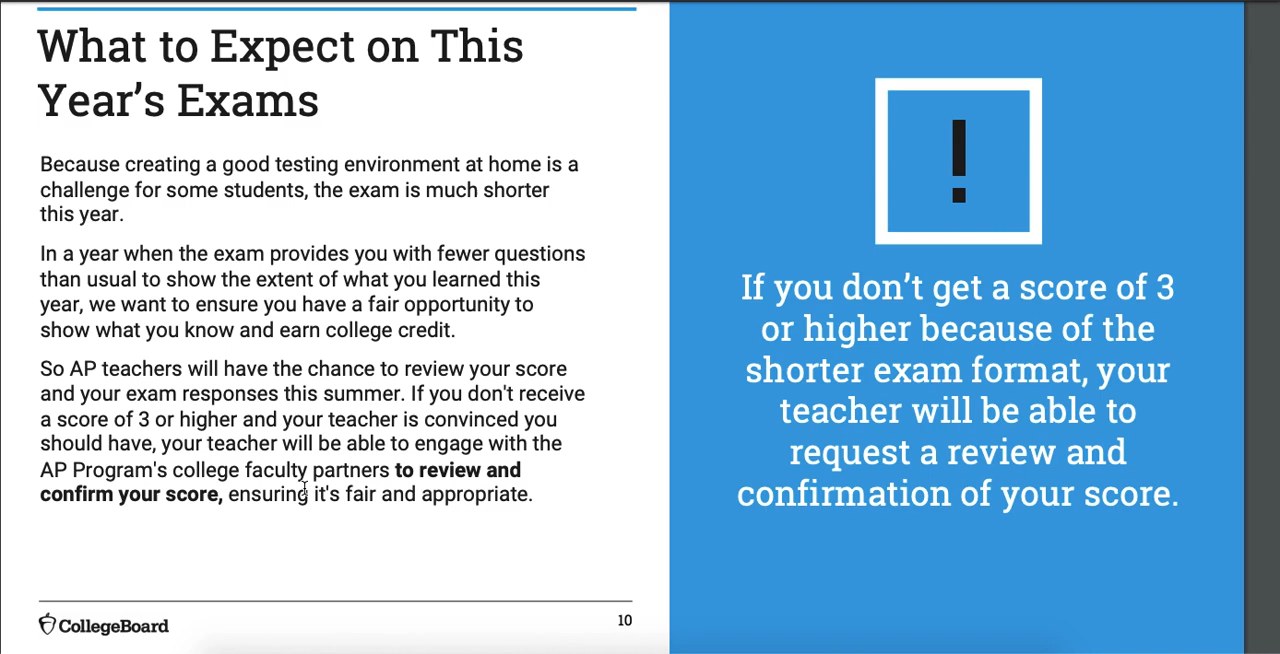 What to Expect on This
Year's Exams
Because creating a good testing environment at home is a
challenge for some students, the exam is much shorter
this year.
In a year when the exam provides you with fewer questions
than usual to show the extent of what you learned this
year, we want to ensure you have a fair opportunity to
show what you know and earn college credit.
So AP teachers will have the chance to review your score
and your exam responses this summer. If you don't receive
a score of 3 or higher and your teacher is convinced you
should have, your teacher will be able to engage with the
AP Program's college faculty partners to review and
confirm your score, ensuring it's fair and appropriate.
CollegeBoard
10
!
If you don’t get a score of 3
or higher because of the
shorter exam format, your
teacher will be able to
request a review and
confirmation of your score.